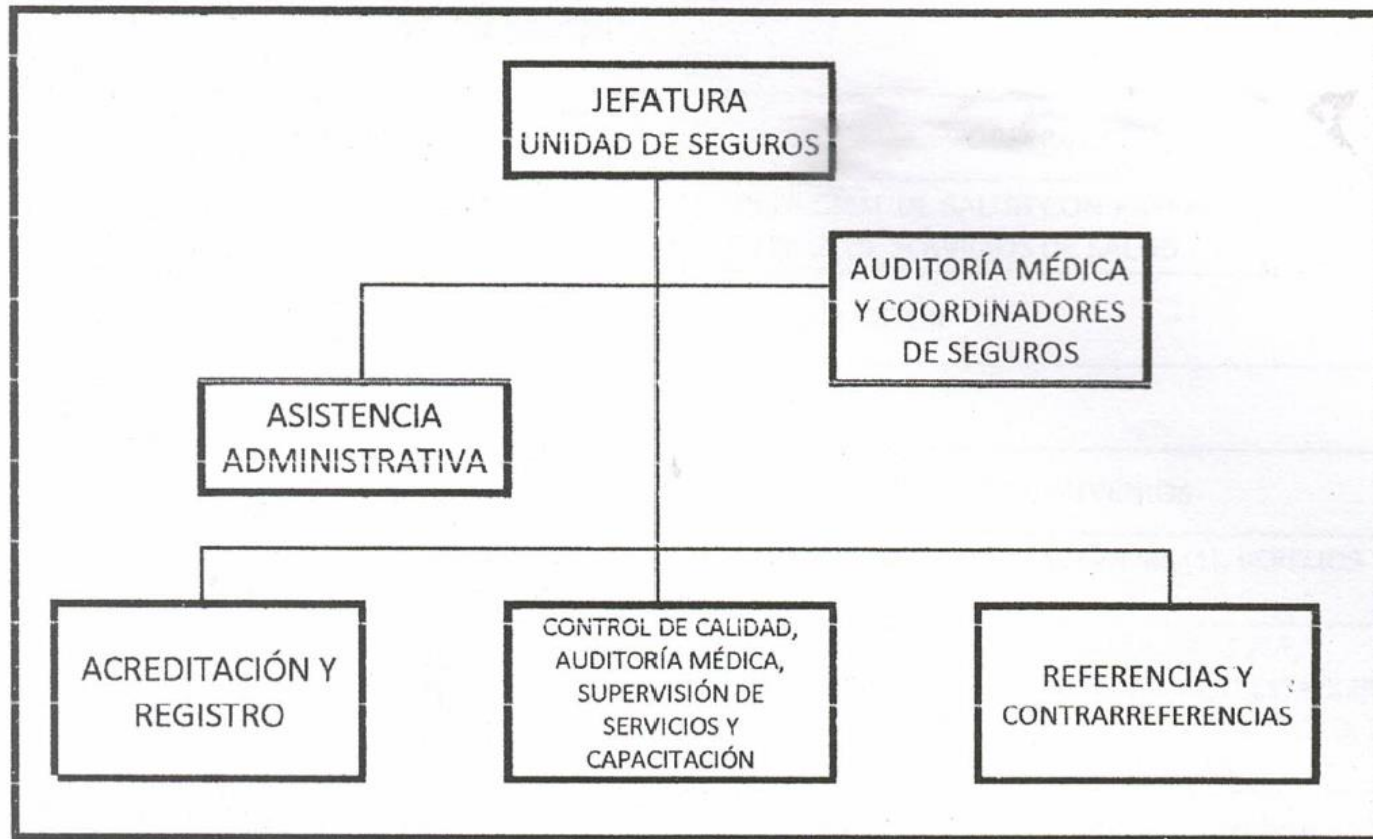 JEFATURA
UNIDAD DE SEGUROS
AUDITORÍA MÉDICA
Y COORDINADORES
DE SEGUROS
ASISTENCIA
ADMINISTRATIVA
ACREDITACIÓN Y
REGISTRO
CONTROL DE CALIDAD,
AUDITORÍA MÉDICA,
SUPERVISIÓN DE
SERVICIOS Y
CAPACITACIÓN
REFERENCIAS Y
CONTRARREFERENCIAS